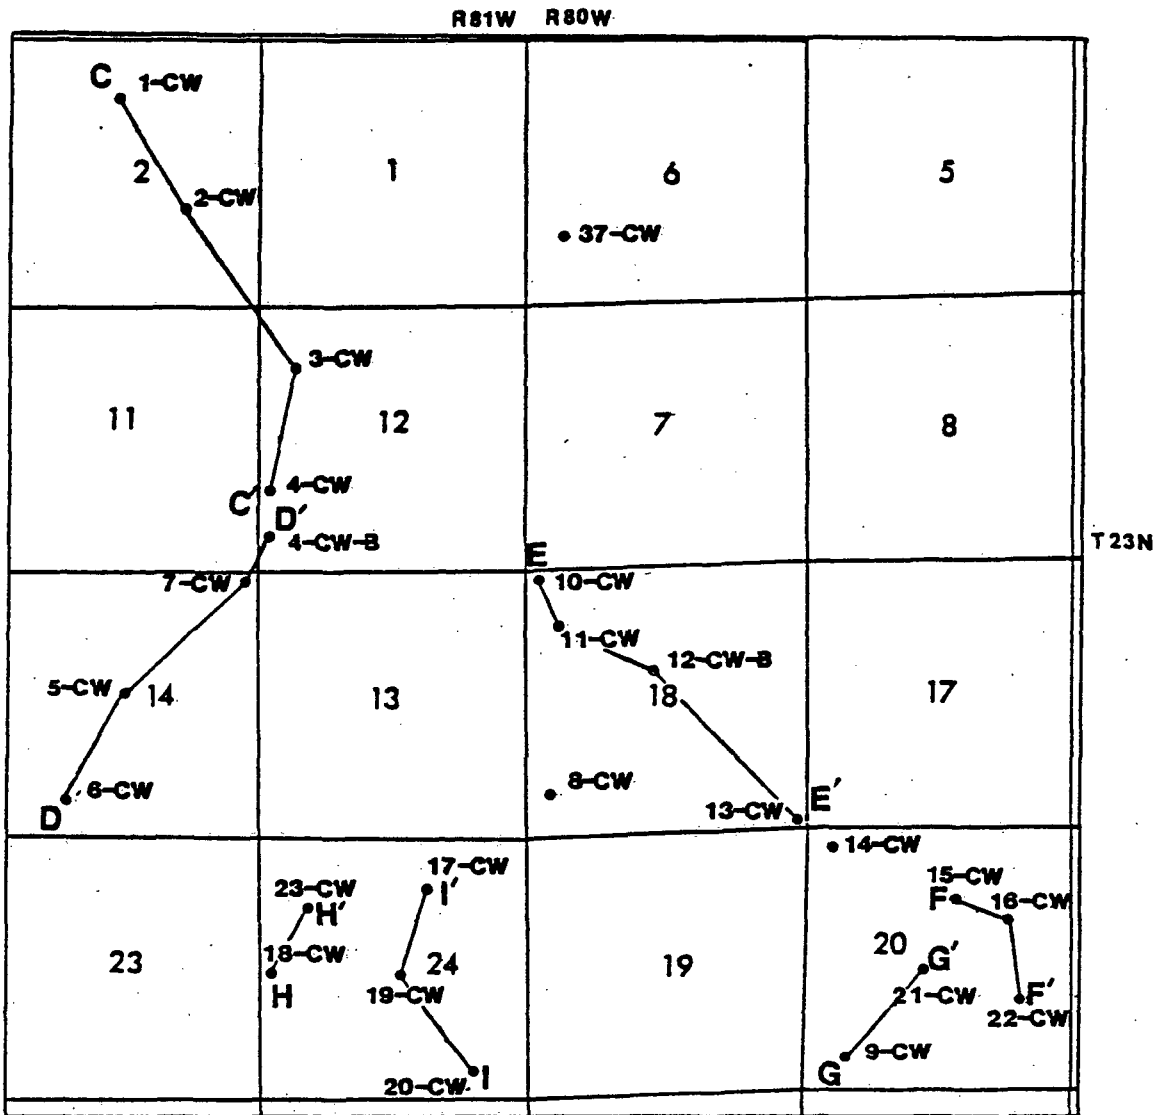 R81W R80W
C 1-CW
2 1 6 5
2-CW
37-CW
3-CW
11 12 7 8
C' 4-CW
D'
4-CW-B
T23N
E
7-CW 10-CW
11-CW
12-CW-B
5-CW 14 13 18 17
6-CW 8-CW
D 13-CW E'
14-CW
17-CW
23-CW I' 15-CW
H' F 16-CW
18-CW 20
23 24 19 G'
H 19-CW 21-CW F'
22-CW
9-CW
20-CW I G